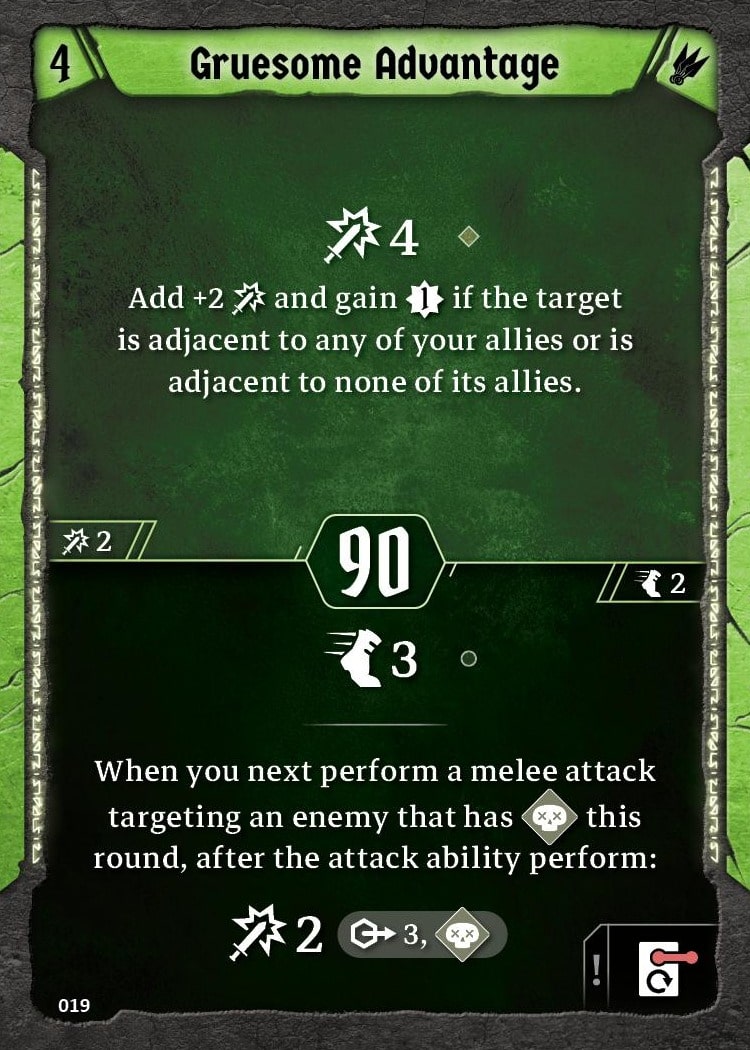 4
Gruesome Advantage
4
Add +2 and gain 1 if the target
is adjacent to any of your allies or is
adjacent to none of its allies.
2
90
2
3
When you next perform a melee attack
targeting an enemy that has this
round, after the attack ability perform:
2 3,
!
019